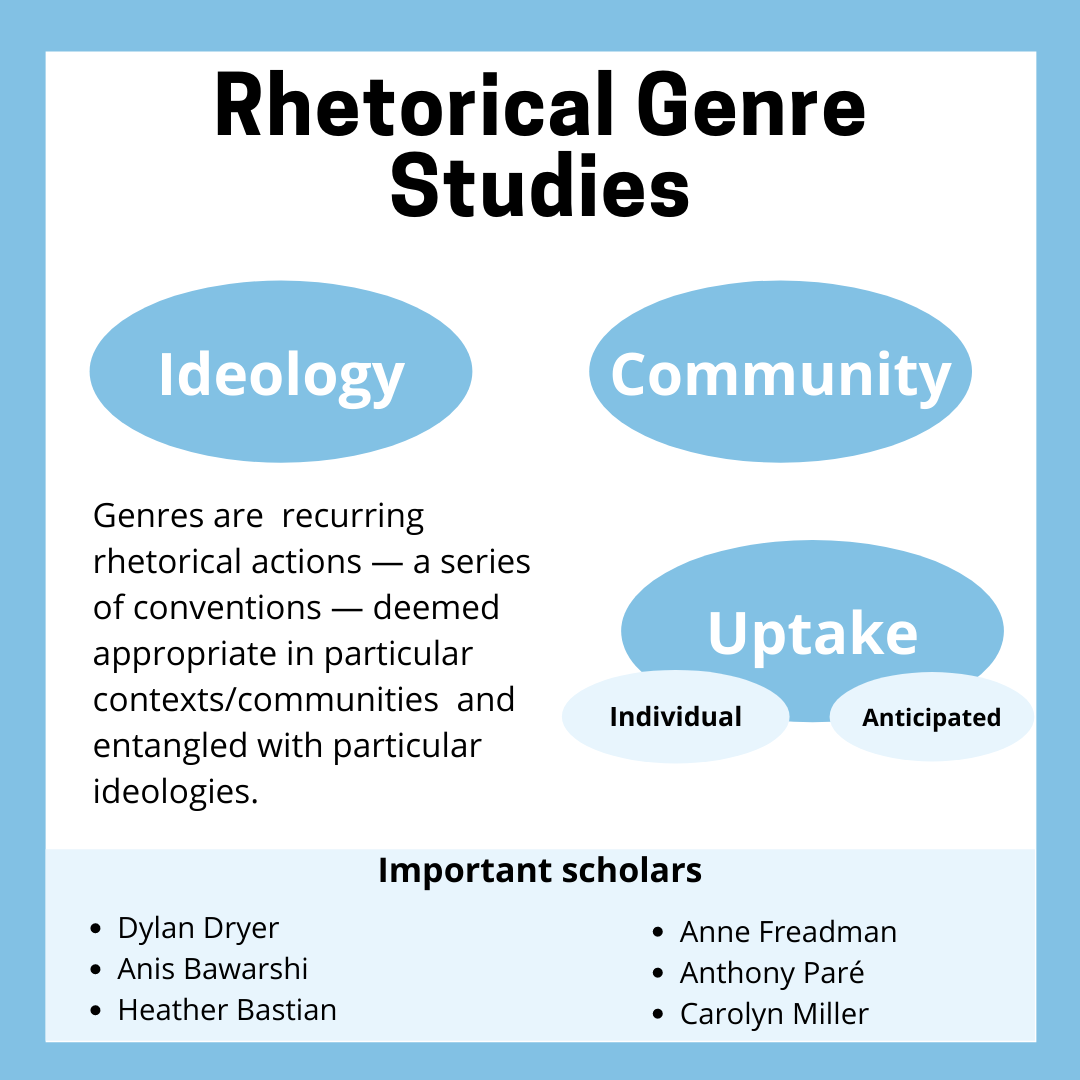 Rhetorical Genre
Studies
Ideology
Community
Genres are  recurring
rhetorical actions — a series
of conventions — deemed
appropriate in particular
contexts/communities  and
entangled with particular
ideologies.
Uptake
Individual
Anticipated
Important scholars
• Dylan Dryer
• Anis Bawarshi
• Heather Bastian
• Anne Freadman
• Anthony Paré
• Carolyn Miller